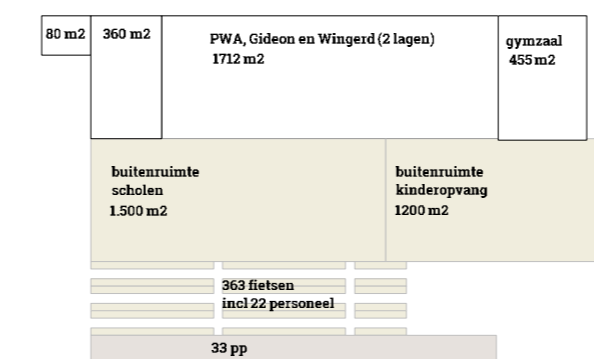 80 m2
360 m2
PWA, Gideon en Wingerd (2 lagen)
1712 m2
gymzaal
455 m2
buitenruimte
scholen
1.500 m2
buitenruimte
kinderopvang
1200 m2
363 fietsen
incl 22 personeel
33 pp